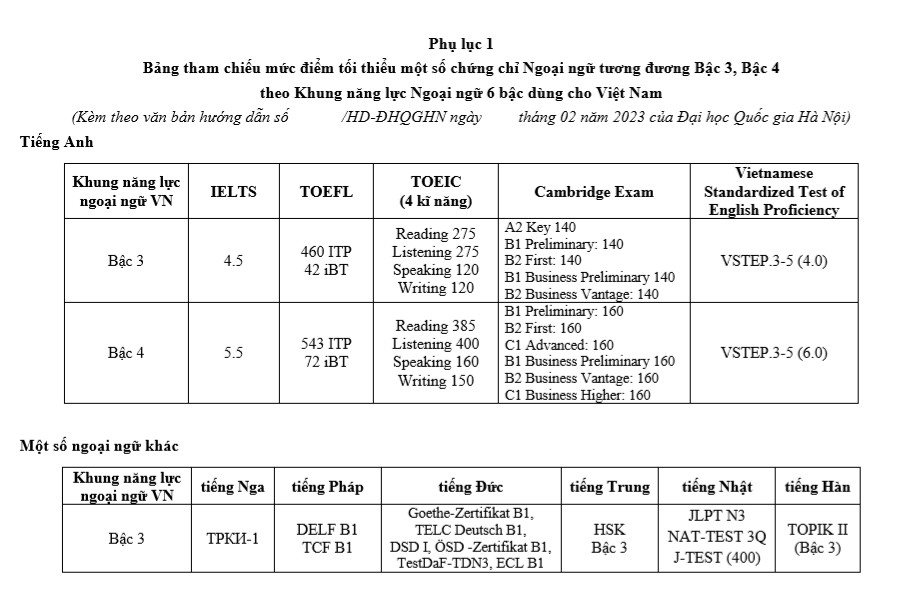 Phụ lục 1
Bảng tham chiếu mức điểm tối thiểu một số chứng chỉ Ngoại ngữ tương đương Bậc 3, Bậc 4
theo Khung năng lực Ngoại ngữ 6 bậc dùng cho Việt Nam
(Kèm theo văn bản hướng dẫn số /HD-ĐHQGHN ngày tháng 02 năm 2023 của Đại học Quốc gia Hà Nội)
Tiếng Anh
Khung năng lực
ngoại ngữ VN
IELTS
TOEFL
TOEIC
(4 kĩ năng)
Cambridge Exam
Vietnamese
Standardized Test of
English Proficiency
Bậc 3
4.5
460 ITP
42 iBT
Reading 275
Listening 275
Speaking 120
Writing 120
A2 Key 140
B1 Preliminary: 140
B2 First: 140
B1 Business Preliminary 140
B2 Business Vantage: 140
VSTEP.3-5 (4.0)
Bậc 4
5.5
543 ITP
72 iBT
Reading 385
Listening 400
Speaking 160
Writing 150
B1 Preliminary: 160
B2 First: 160
C1 Advanced: 160
B1 Business Preliminary 160
B2 Business Vantage: 160
C1 Business Higher: 160
VSTEP.3-5 (6.0)
Một số ngoại ngữ khác
Khung năng lực
ngoại ngữ VN
tiếng Nga
tiếng Pháp
tiếng Đức
tiếng Trung
tiếng Nhật
tiếng Hàn
Bậc 3
ТРКИ-1
DELF B1
TCF B1
Goethe-Zertifikat B1,
TELC Deutsch B1,
DSD I, ÖSD -Zertifikat B1,
TestDaF-TDN3, ECL B1
HSK
Bậc 3
JLPT N3
NAT-TEST 3Q
J-TEST (400)
TOPIK II
(Bậc 3)